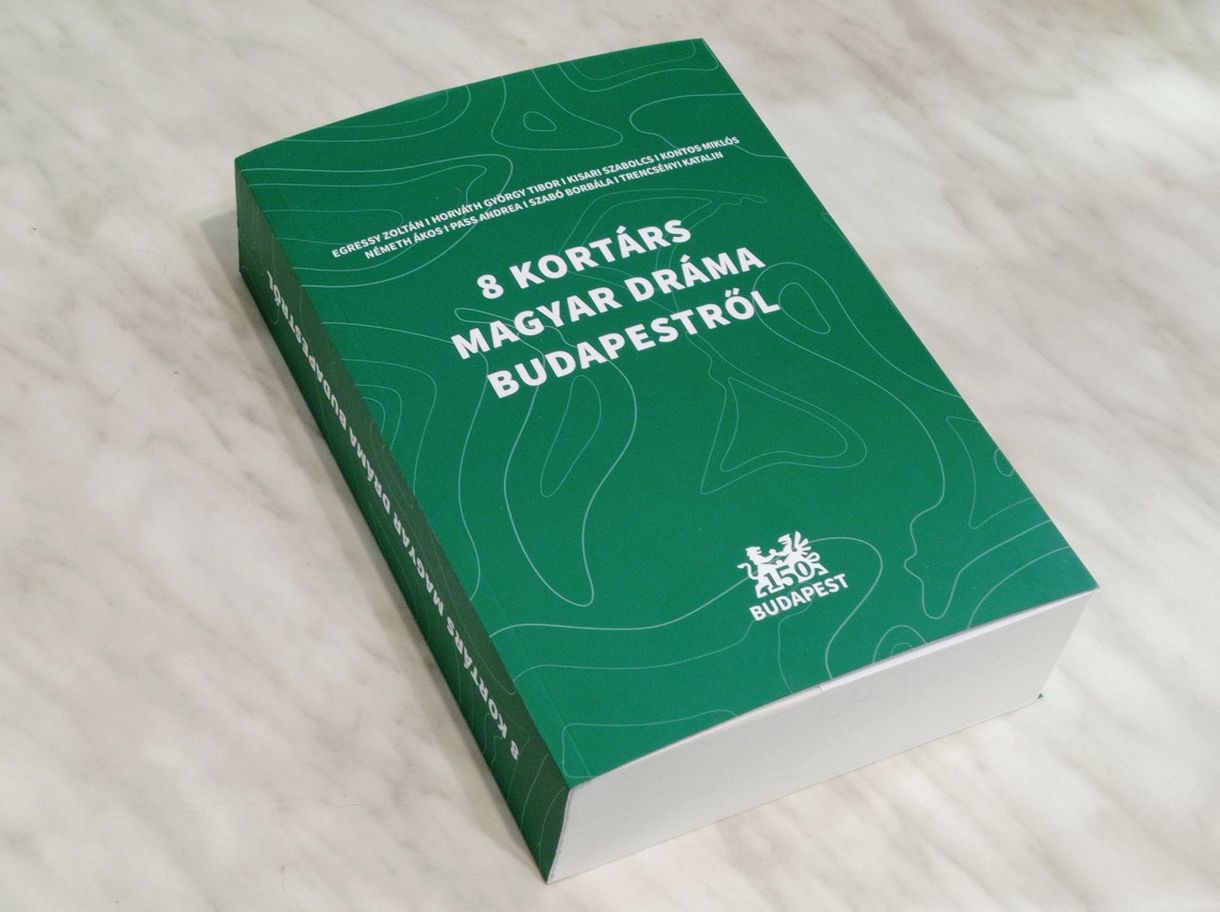 EGRESSY ZOLTÁN I HORVÁTH GYÖRGY TIBOR I KISARI SZABOLCS I KONTOS MIKLÓS
NÉMETH ÁKOS I PASS ANDREA I SZABÓ BORBÁLA I TRENCSÉNYI KATALIN
8 KORTÁRS
MAGYAR DRÁMA
BUDAPESTRŐL
150
BUDAPEST
8 KORTÁRS MAGYAR DRÁMA BUDAPESTRŐL